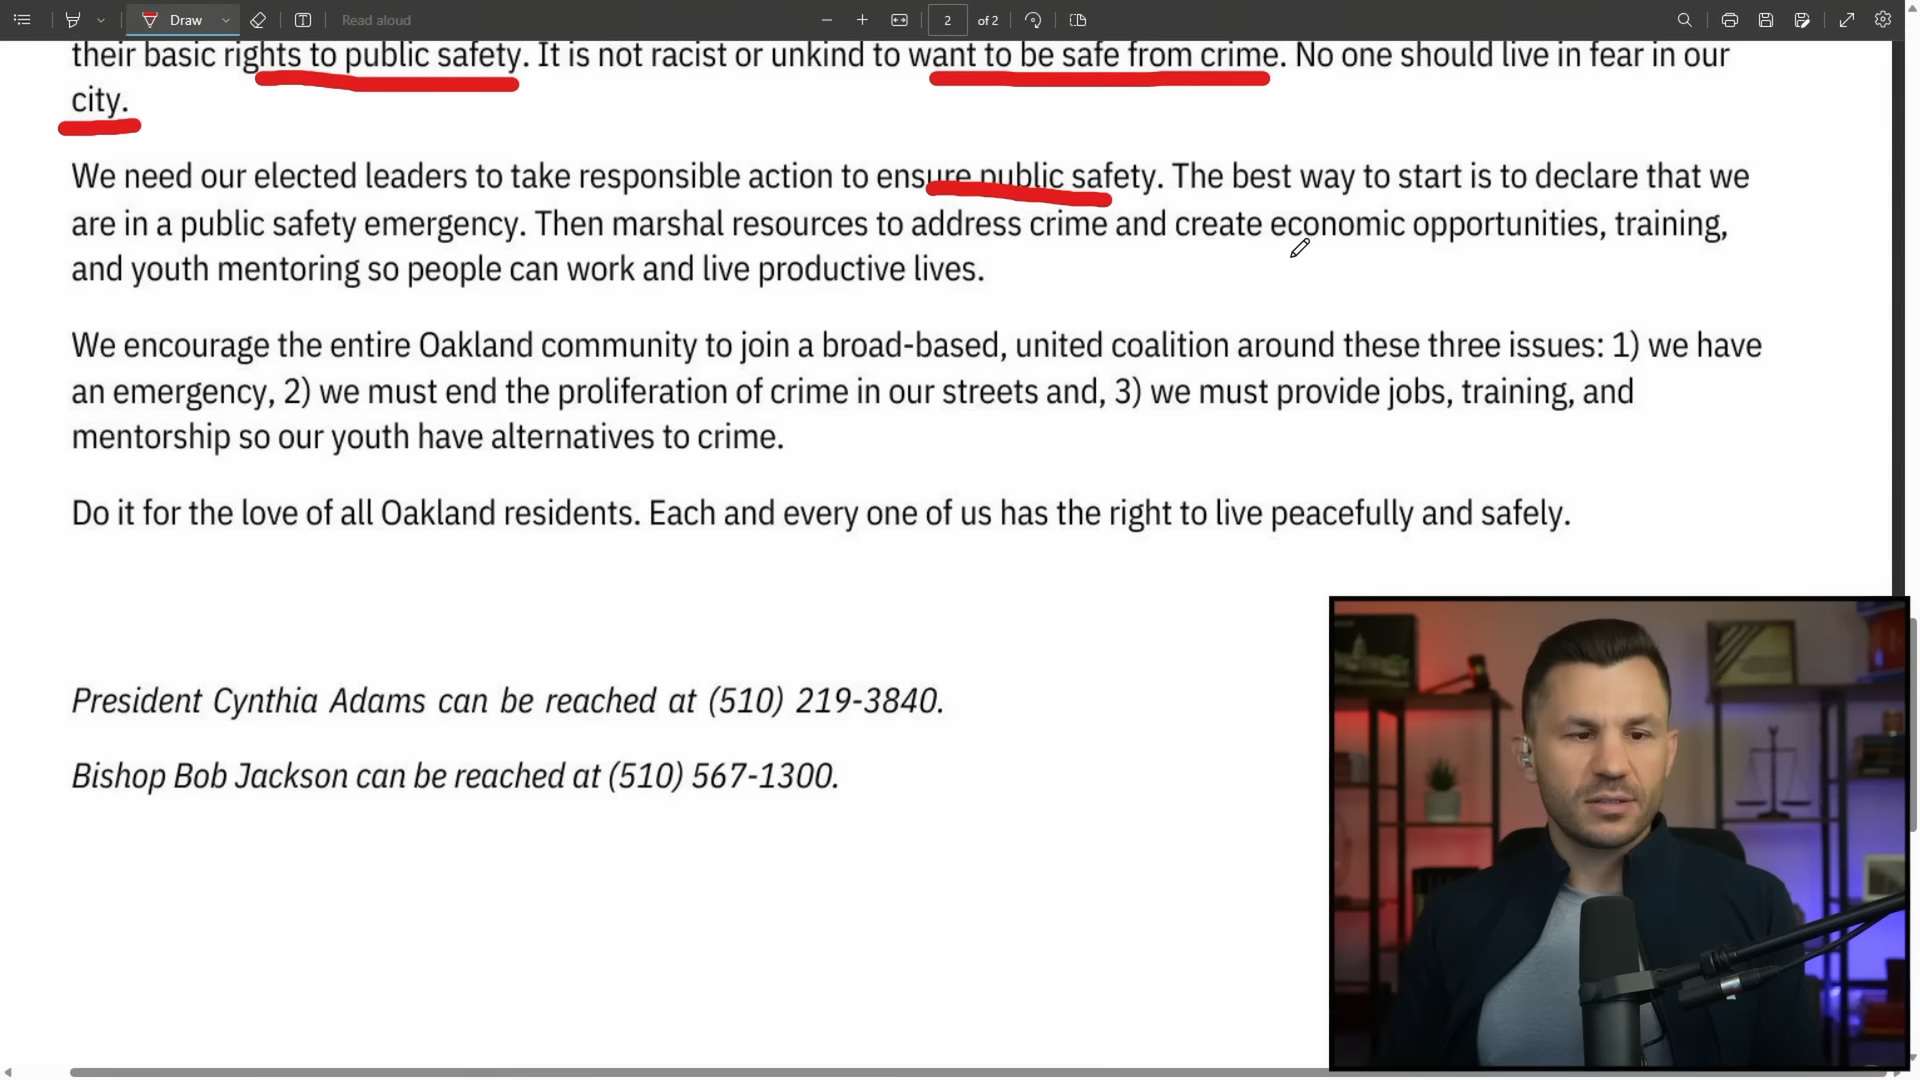 Draw
Read aloud
2
of 2
their basic rights to public safety. It is not racist or unkind to want to be safe from crime. No one should live in fear in our
city.
We need our elected leaders to take responsible action to ensure public safety. The best way to start is to declare that we
are in a public safety emergency. Then marshal resources to address crime and create economic opportunities, training,
and youth mentoring so people can work and live productive lives.
We encourage the entire Oakland community to join a broad-based, united coalition around these three issues: 1) we have
an emergency, 2) we must end the proliferation of crime in our streets and, 3) we must provide jobs, training, and
mentorship so our youth have alternatives to crime.
Do it for the love of all Oakland residents. Each and every one of us has the right to live peacefully and safely.
President Cynthia Adams can be reached at (510) 219-3840.
Bishop Bob Jackson can be reached at (510) 567-1300.